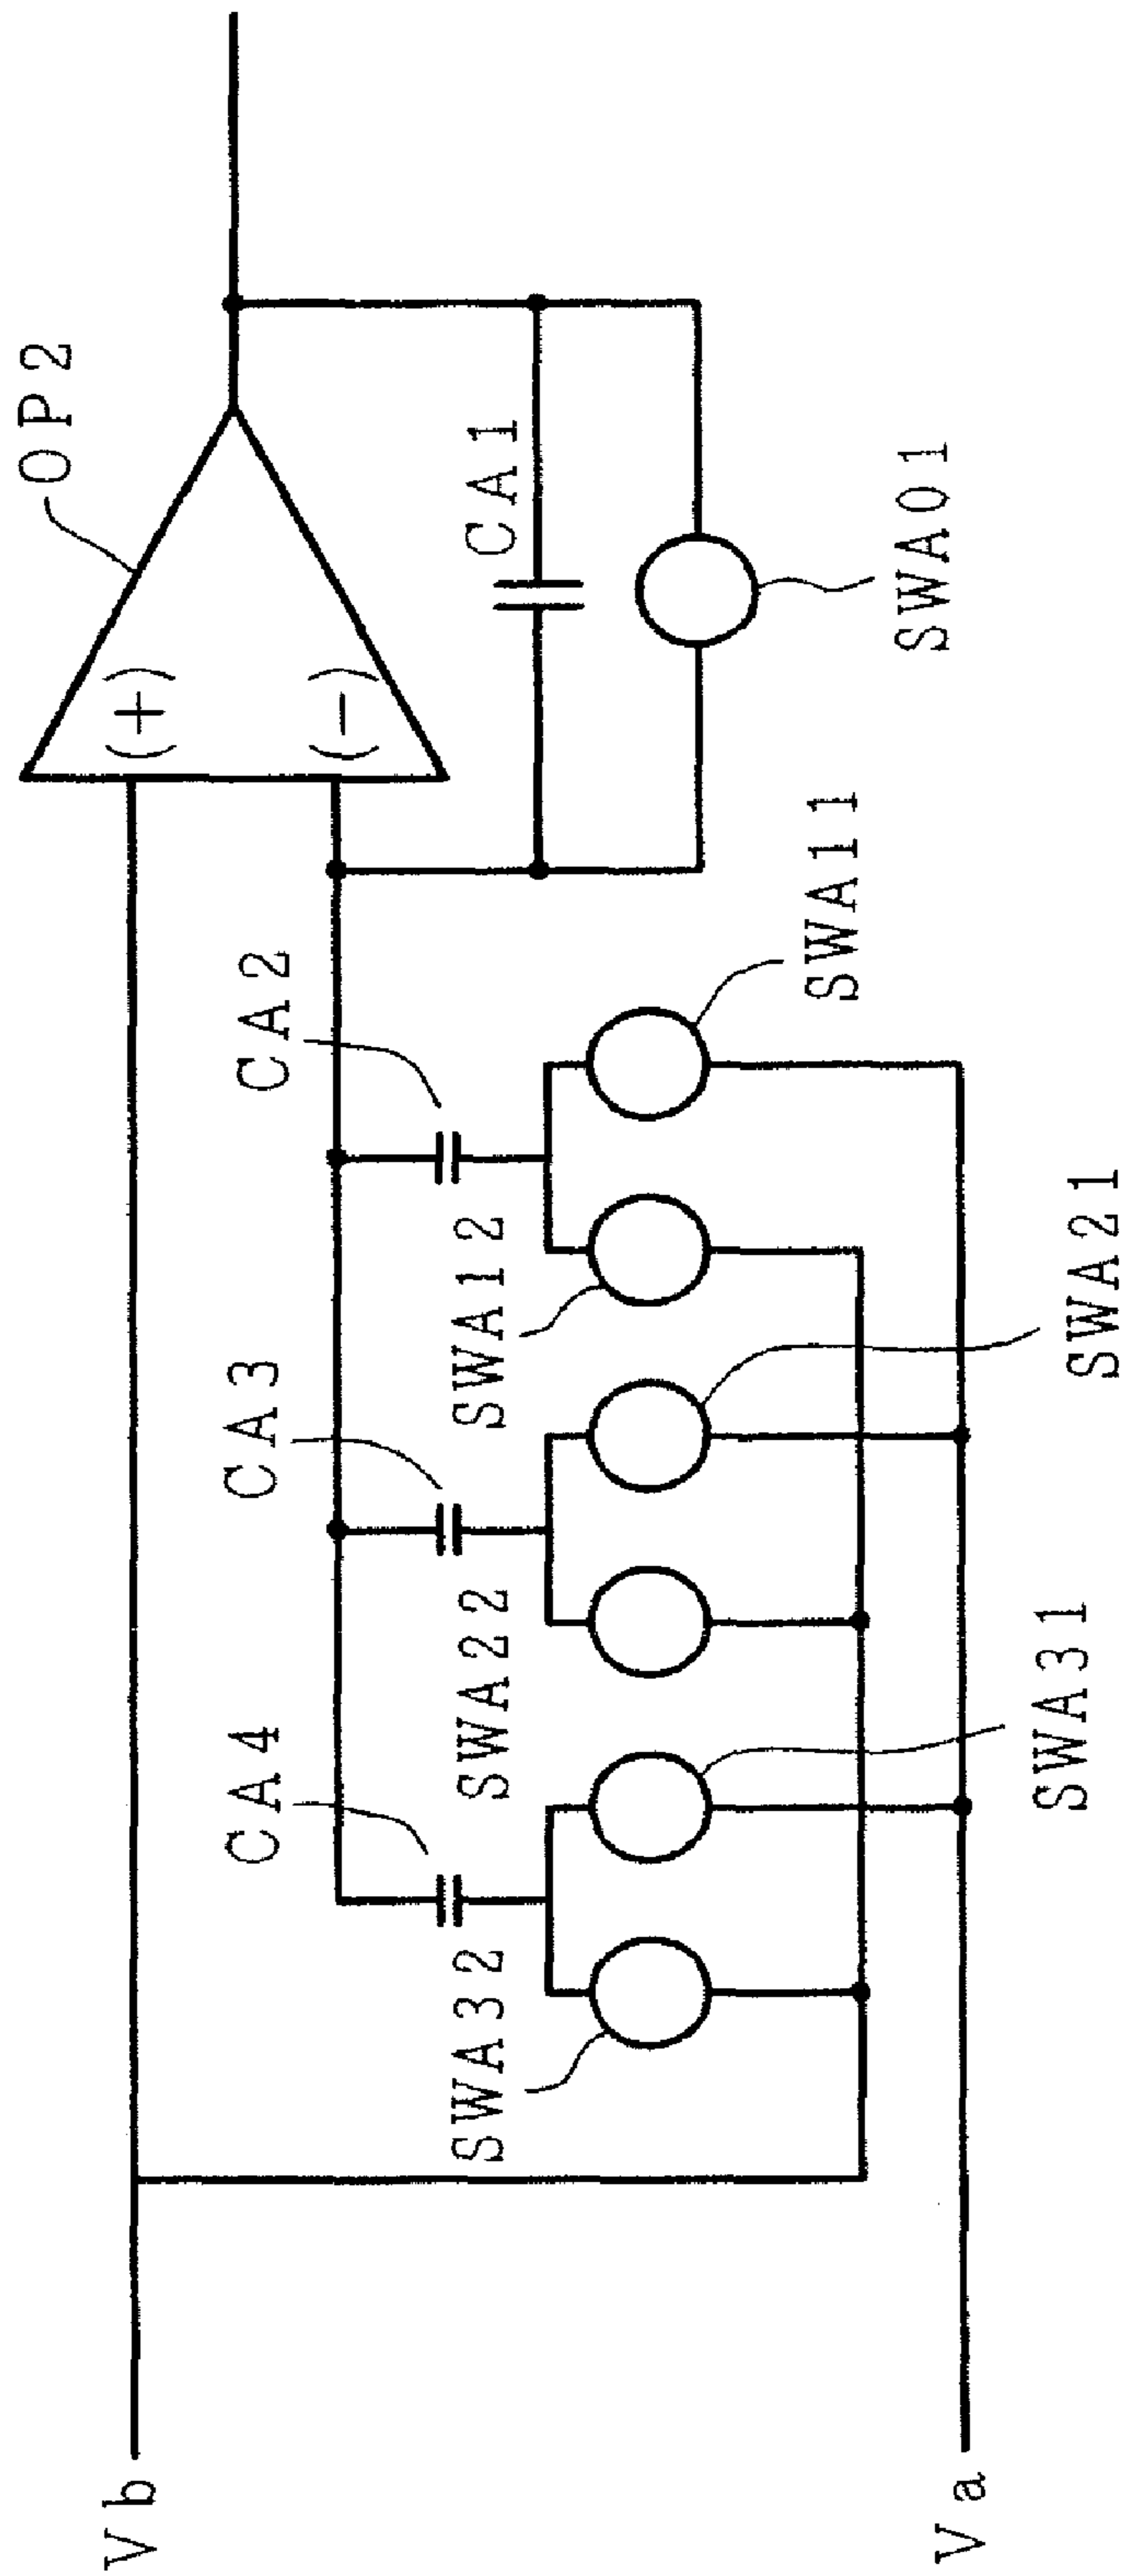 OP2
(+)
(-)
CA1
SWA01
CA2
SWA11
SWA12
CA3
SWA21
SWA22
CA4
SWA31
SWA32
Vb
Va